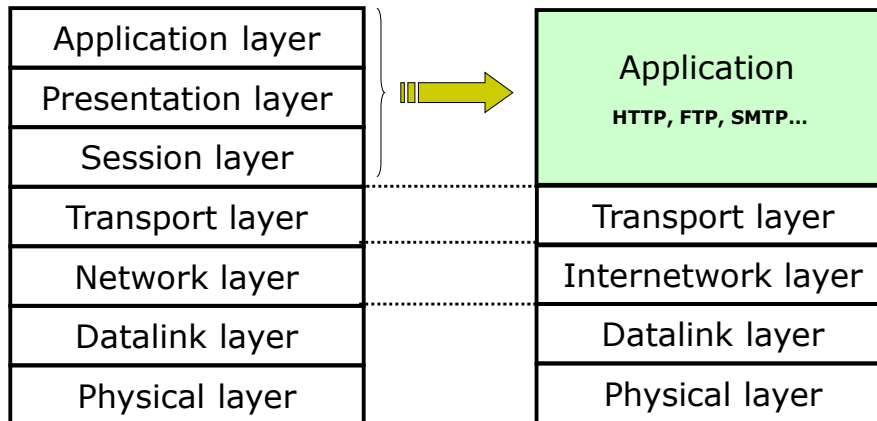 Application layer
Presentation layer
Session layer
Transport layer
Network layer
Datalink layer
Physical layer
Application
HTTP, FTP, SMTP...
Transport layer
Internetwork layer
Datalink layer
Physical layer